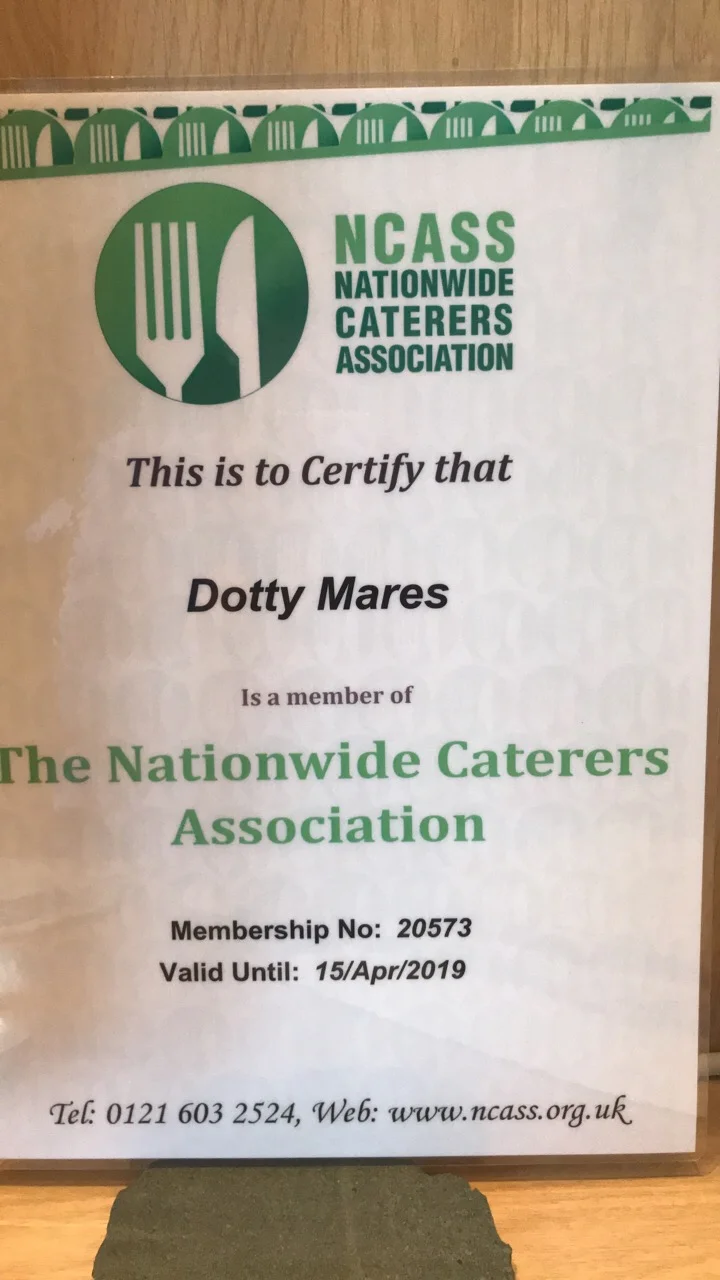 NCASS
NATIONWIDE
CATERERS
ASSOCIATION
This is to Certify that
Dotty Mares
Is a member of
The Nationwide Caterers
Association
Membership No: 20573
Valid Until: 15/Apr/2019
Tel: 0121 603 2524, Web: www.ncass.org.uk